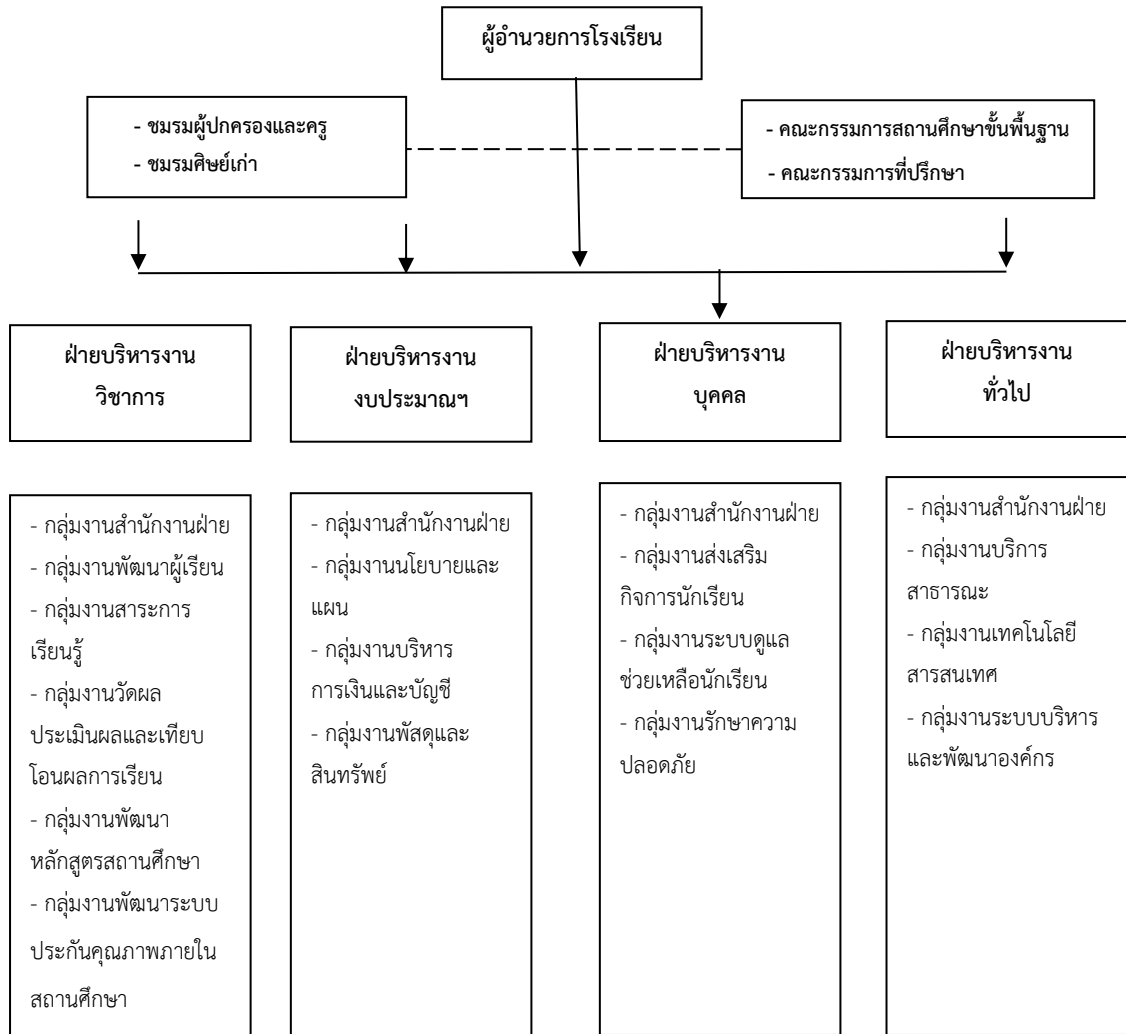 ผู้อำนวยการโรงเรียน
- ชมรมผู้ปกครองและครู
- ชมรมศิษย์เก่า
- คณะกรรมการสถานศึกษาขั้นพื้นฐาน
- คณะกรรมการที่ปรึกษา
ฝ่ายบริหารงาน
วิชาการ
ฝ่ายบริหารงาน
งบประมาณฯ
ฝ่ายบริหารงาน
บุคคล
ฝ่ายบริหารงาน
ทั่วไป
- กลุ่มงานสำนักงานฝ่าย
- กลุ่มงานพัฒนาผู้เรียน
- กลุ่มงานสาระการ
เรียนรู้
- กลุ่มงานวัดผล
ประเมินผลและเทียบ
โอนผลการเรียน
- กลุ่มงานพัฒนา
หลักสูตรสถานศึกษา
- กลุ่มงานพัฒนาระบบ
ประกันคุณภาพภายใน
สถานศึกษา
- กลุ่มงานสำนักงานฝ่าย
- กลุ่มงานนโยบายและ
แผน
- กลุ่มงานบริหาร
การเงินและบัญชี
- กลุ่มงานพัสดุและ
สินทรัพย์
- กลุ่มงานสำนักงานฝ่าย
- กลุ่มงานส่งเสริม
กิจการนักเรียน
- กลุ่มงานระบบดูแล
ช่วยเหลือนักเรียน
- กลุ่มงานรักษาความ
ปลอดภัย
- กลุ่มงานสำนักงานฝ่าย
- กลุ่มงานบริการ
สาธารณะ
- กลุ่มงานเทคโนโลยี
สารสนเทศ
- กลุ่มงานระบบบริหาร
และพัฒนาองค์กร